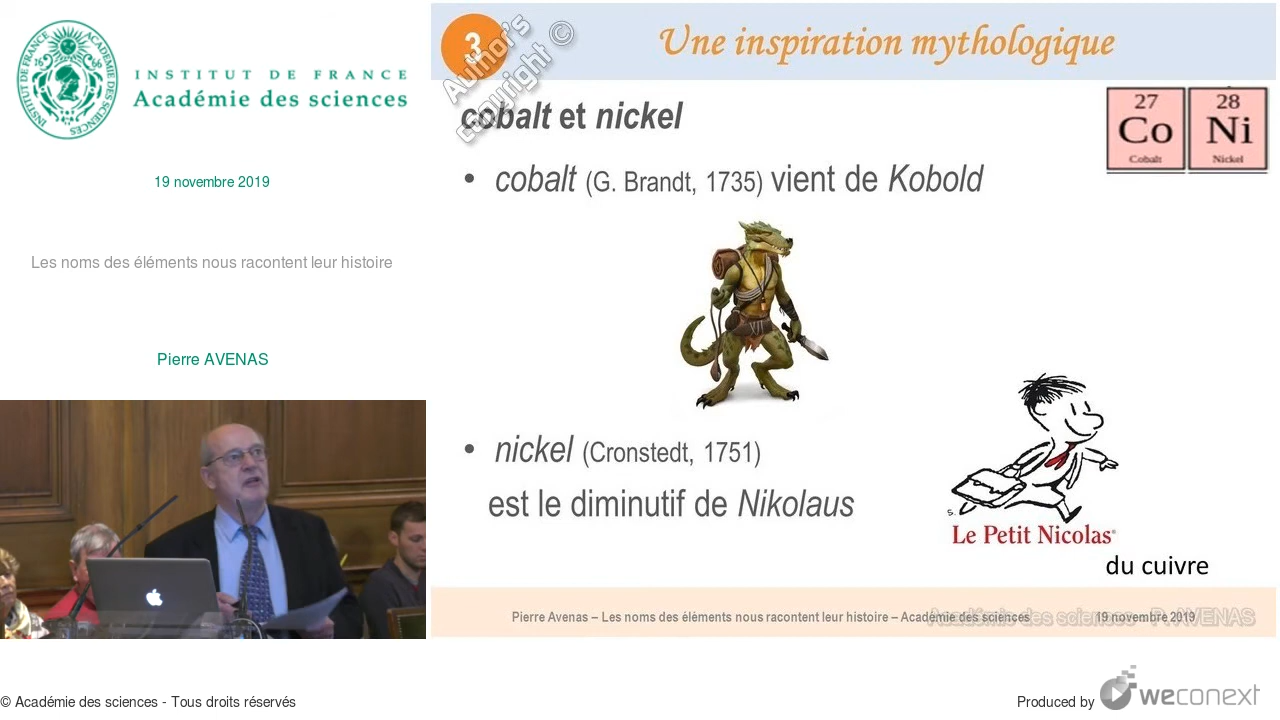 INSTITUT DE FRANCE
Académie des sciences
19 novembre 2019
Les noms des éléments nous racontent leur histoire
Pierre AVENAS
3
Author's
copyright ©
Une inspiration mythologique
cobalt et nickel
27
Co
Cobalt
28
Ni
Nickel
• cobalt (G. Brandt, 1735) vient de Kobold
• nickel (Cronstedt, 1751)
est le diminutif de Nikolaus
S.
Le Petit Nicolas®
du cuivre
Pierre Avenas – Les noms des éléments nous racontent leur histoire – Académie des sciences
19 novembre 2019
Académie des sciences - P. AVENAS
© Académie des sciences - Tous droits réservés
Produced by
weconext